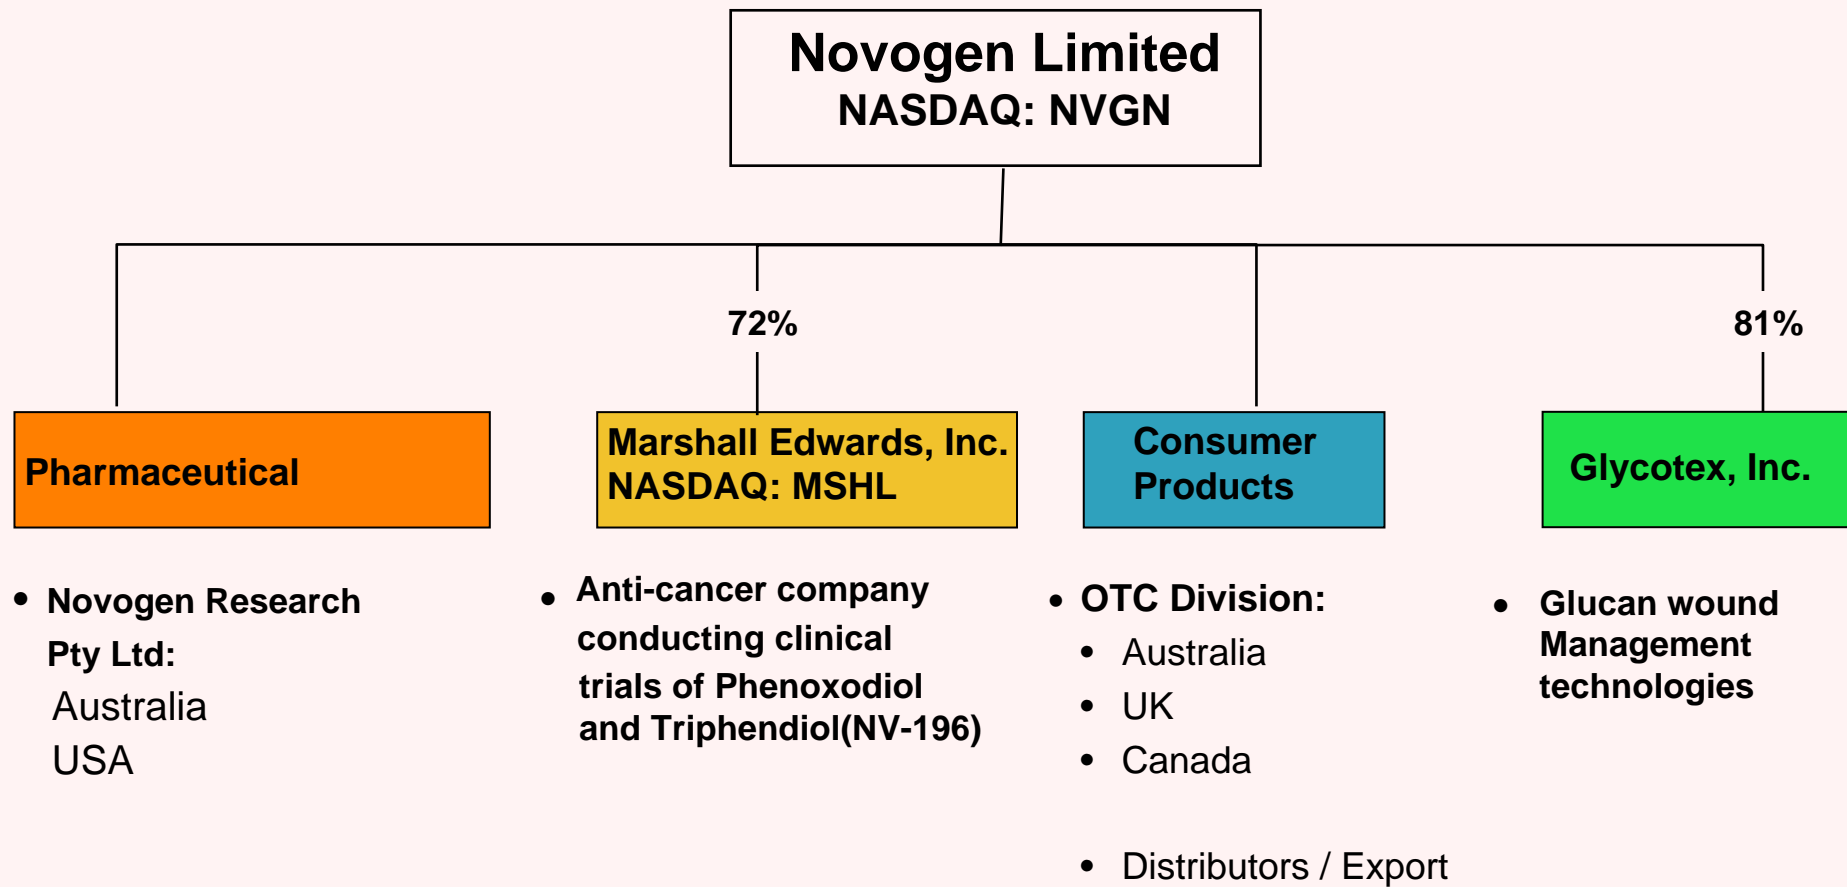 Novogen Limited
NASDAQ: NVGN
72%
81%
Pharmaceutical
Marshall Edwards, Inc.
NASDAQ: MSHL
Consumer
Products
Glycotex, Inc.
• Novogen Research
Pty Ltd:
Australia
USA
• Anti-cancer company
conducting clinical
trials of Phenoxodiol
and Triphendiol(NV-196)
• OTC Division:
• Australia
• UK
• Canada
• Distributors / Export
• Glucan wound
Management
technologies